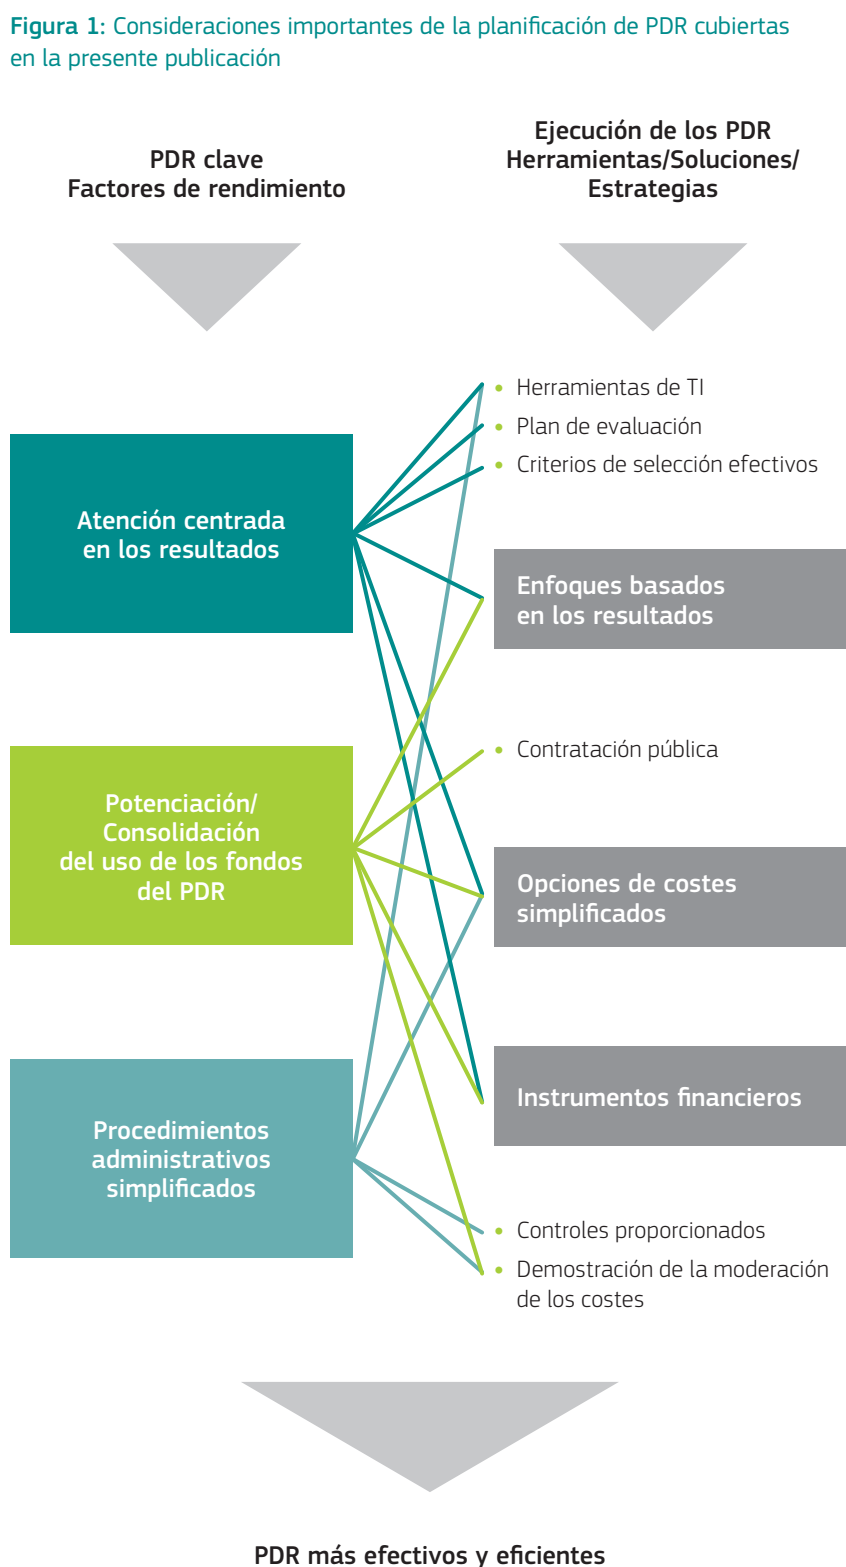 Figura 1: Consideraciones importantes de la planificación de PDR cubiertas
en la presente publicación
PDR clave
Factores de rendimiento
Ejecución de los PDR
Herramientas/Soluciones/
Estrategias
Atención centrada
en los resultados
Potenciación/
Consolidación
del uso de los fondos
del PDR
Procedimientos
administrativos
simplificados
• Herramientas de TI
• Plan de evaluación
• Criterios de selección efectivos
Enfoques basados
en los resultados
• Contratación pública
Opciones de costes
simplificados
Instrumentos financieros
• Controles proporcionados
• Demostración de la moderación
de los costes
PDR más efectivos y eficientes